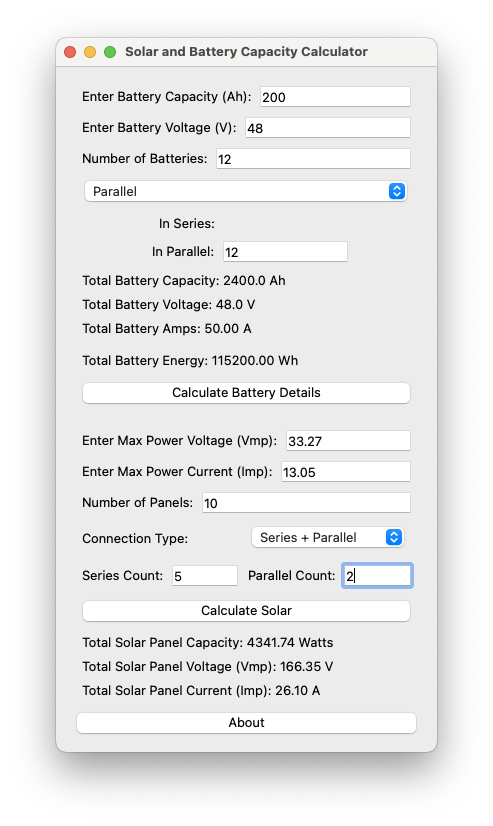 Solar and Battery Capacity Calculator
Enter Battery Capacity (Ah): 200
Enter Battery Voltage (V): 48
Number of Batteries: 12
Parallel
In Series:
In Parallel: 12
Total Battery Capacity: 2400.0 Ah
Total Battery Voltage: 48.0 V
Total Battery Amps: 50.00 A
Total Battery Energy: 115200.00 Wh
Calculate Battery Details
Enter Max Power Voltage (Vmp): 33.27
Enter Max Power Current (Imp): 13.05
Number of Panels: 10
Connection Type: Series + Parallel
Series Count: 5 Parallel Count: 2
Calculate Solar
Total Solar Panel Capacity: 4341.74 Watts
Total Solar Panel Voltage (Vmp): 166.35 V
Total Solar Panel Current (Imp): 26.10 A
About